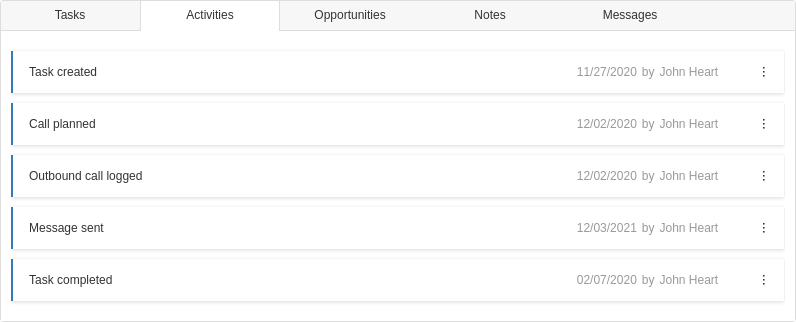 Tasks Activities Opportunities Notes Messages
Task created 11/27/2020 by John Heart
Call planned 12/02/2020 by John Heart
Outbound call logged 12/02/2020 by John Heart
Message sent 12/03/2021 by John Heart
Task completed 02/07/2020 by John Heart